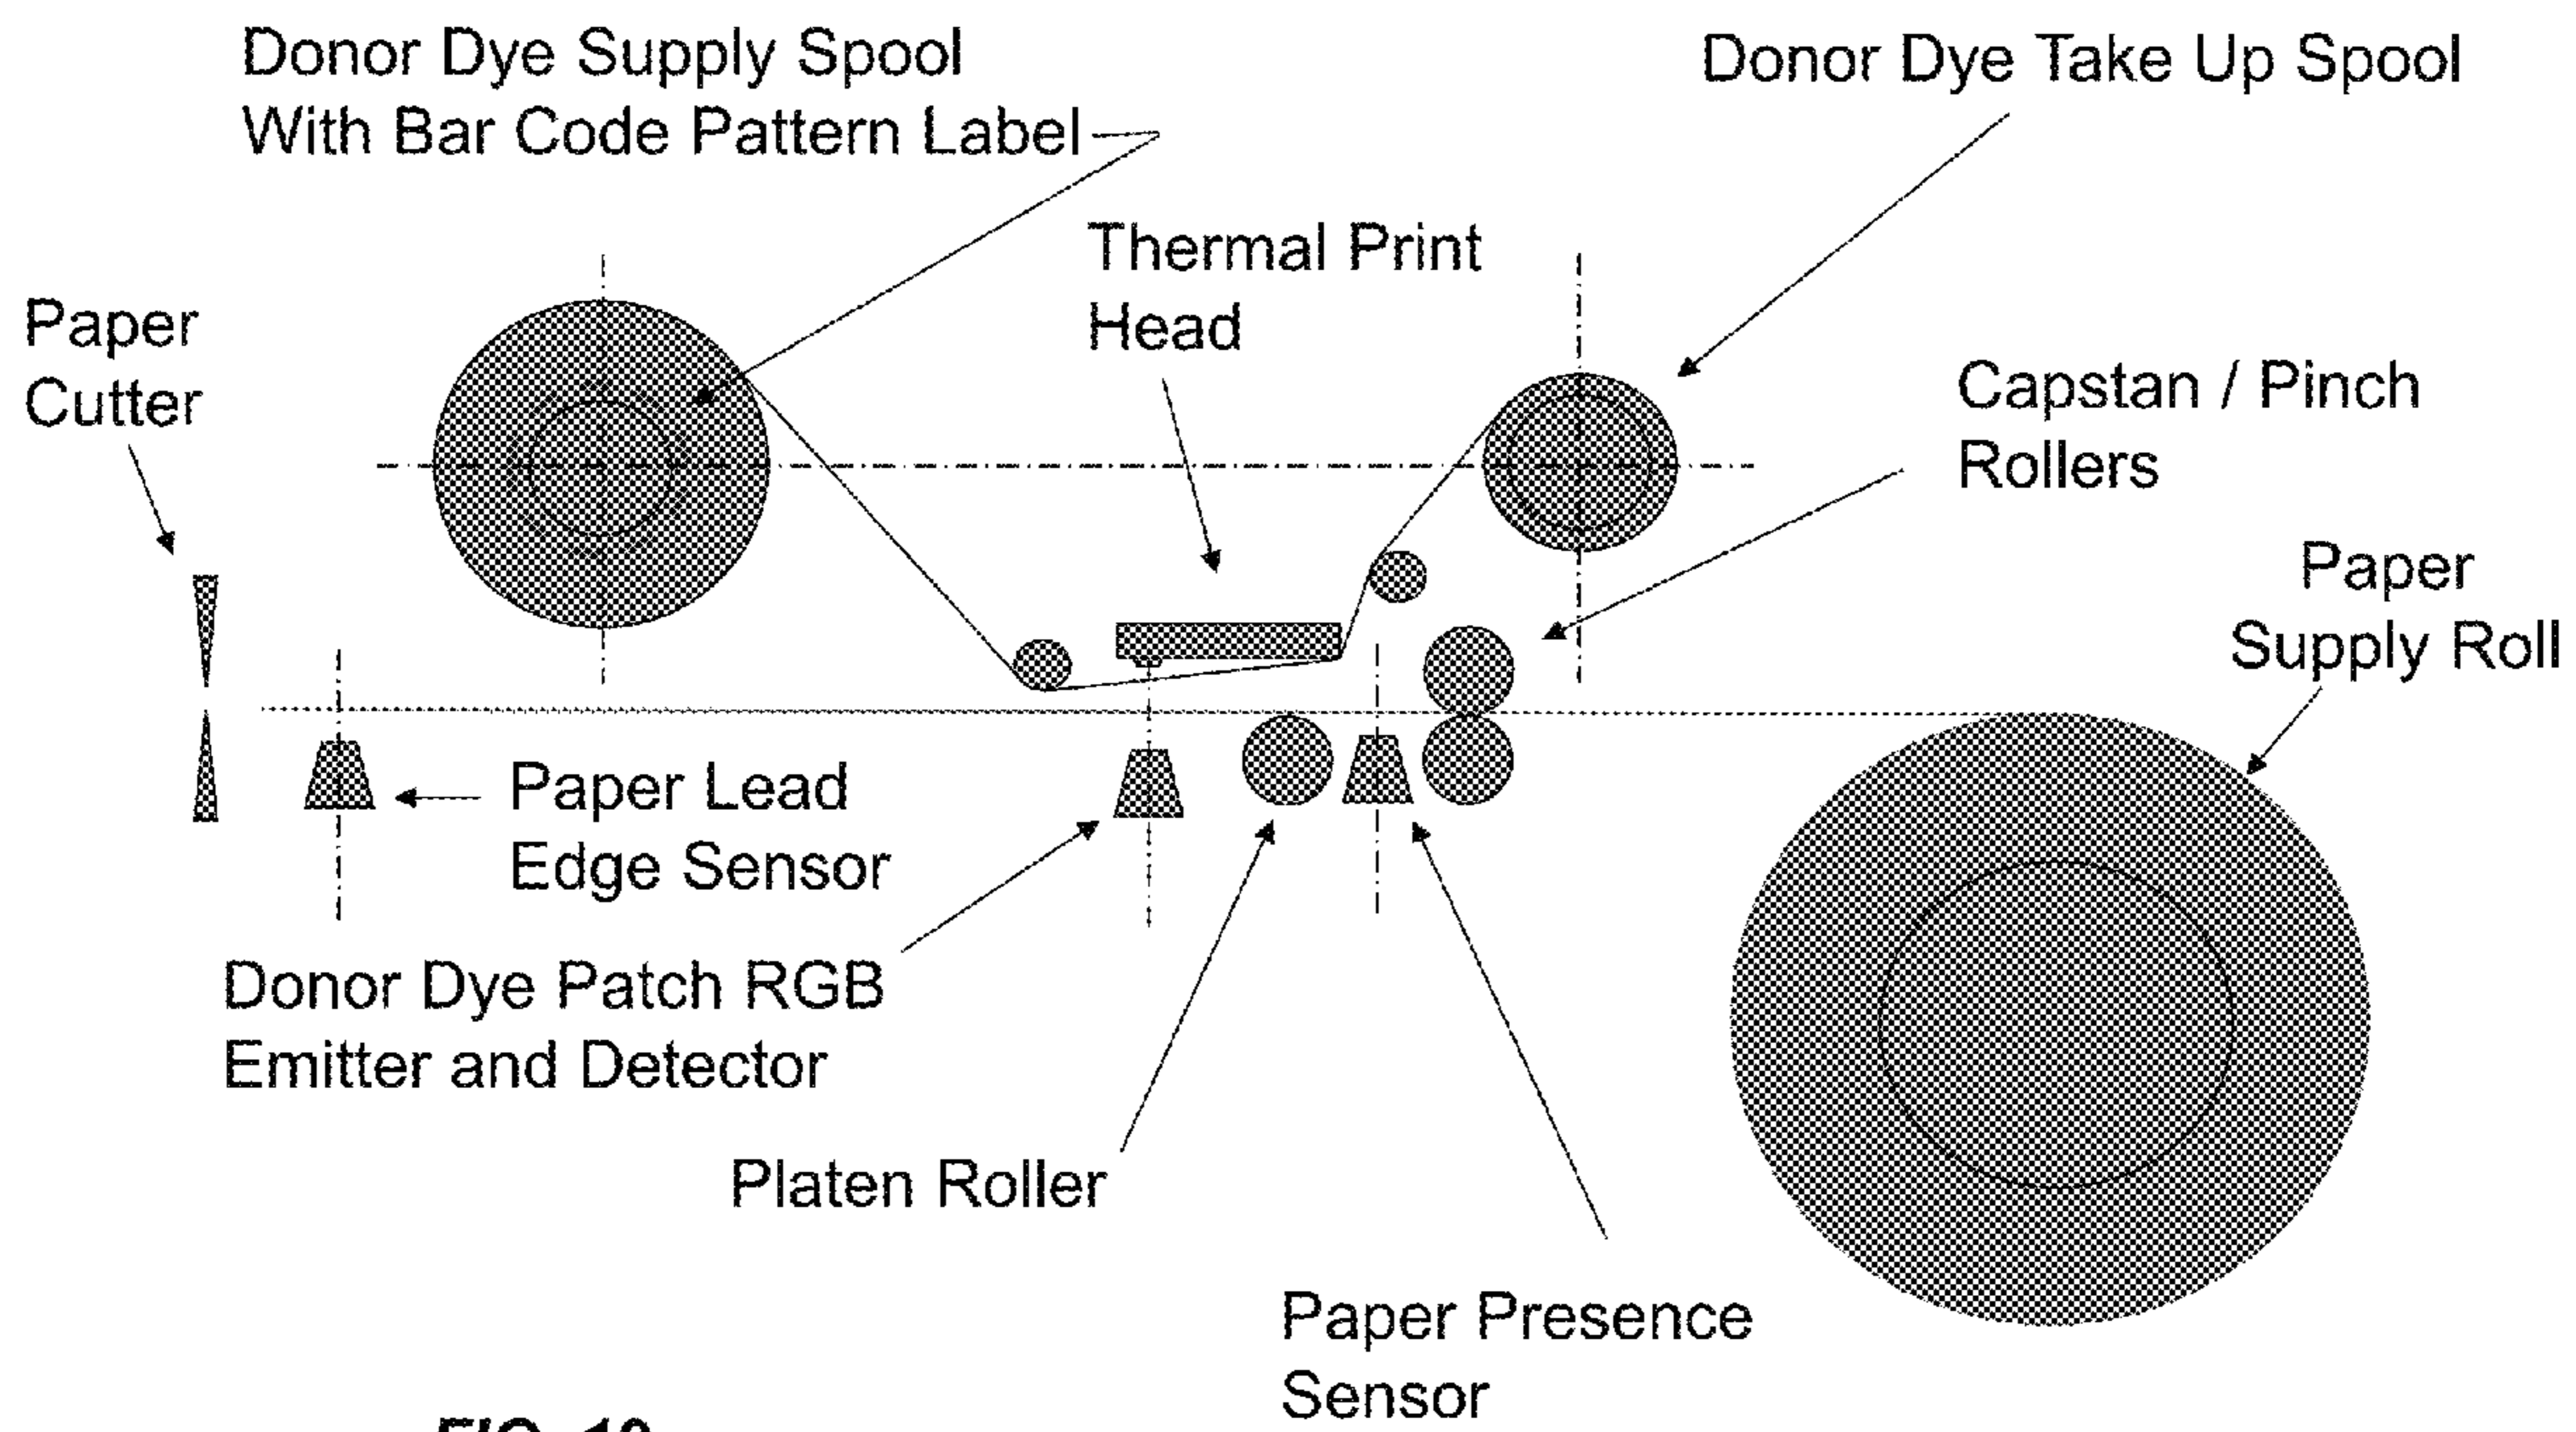 Donor Dye Supply Spool
With Bar Code Pattern Label
Donor Dye Take Up Spool
Thermal Print
Head
Paper
Cutter
Capstan / Pinch
Rollers
Paper
Supply Roll
Paper Lead
Edge Sensor
Donor Dye Patch RGB
Emitter and Detector
Platen Roller
Paper Presence
Sensor